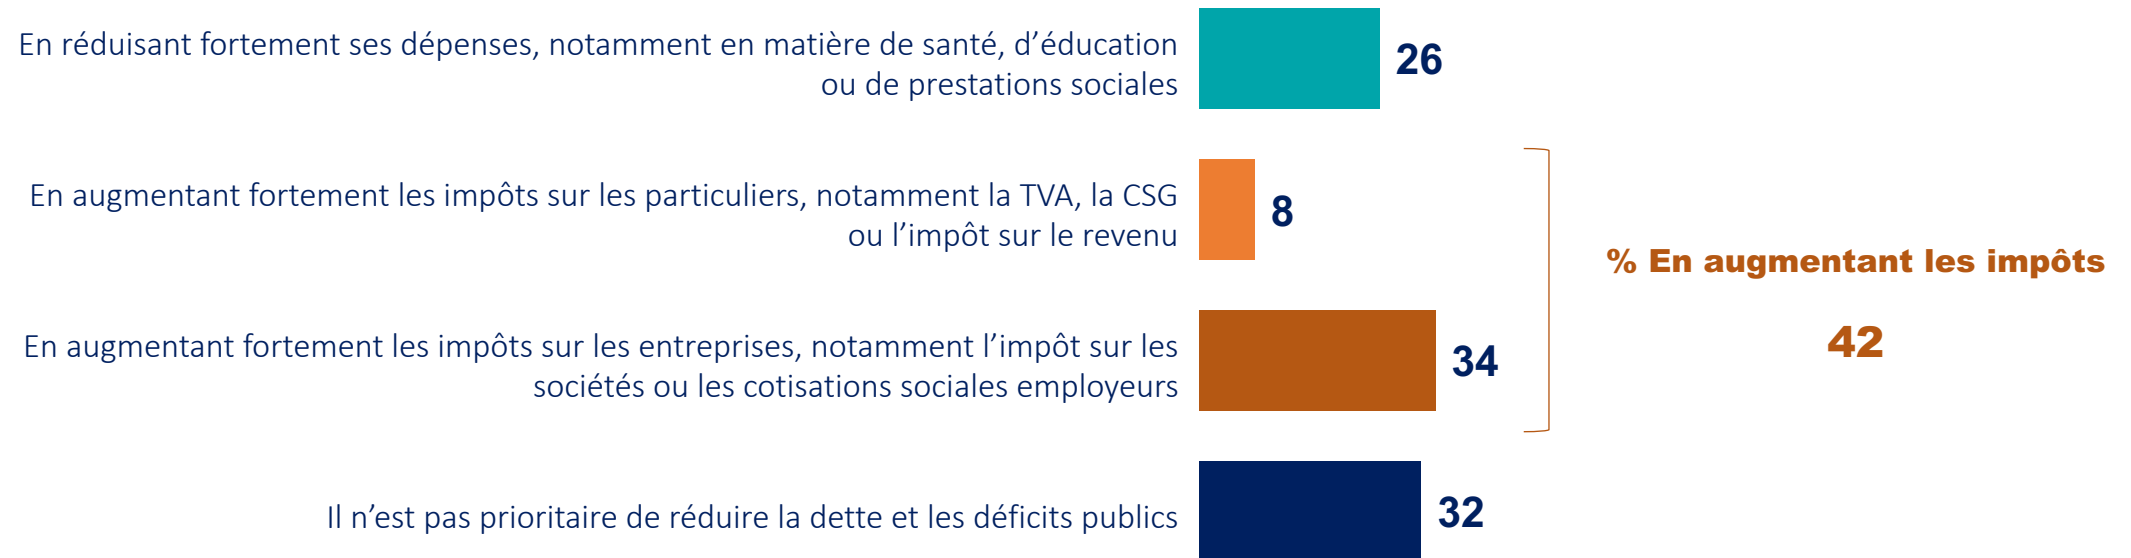 En réduisant fortement ses dépenses, notamment en matière de santé, d’éducation
ou de prestations sociales
26
En augmentant fortement les impôts sur les particuliers, notamment la TVA, la CSG
ou l’impôt sur le revenu
8
% En augmentant les impôts
42
En augmentant fortement les impôts sur les entreprises, notamment l’impôt sur les
sociétés ou les cotisations sociales employeurs
34
Il n’est pas prioritaire de réduire la dette et les déficits publics
32